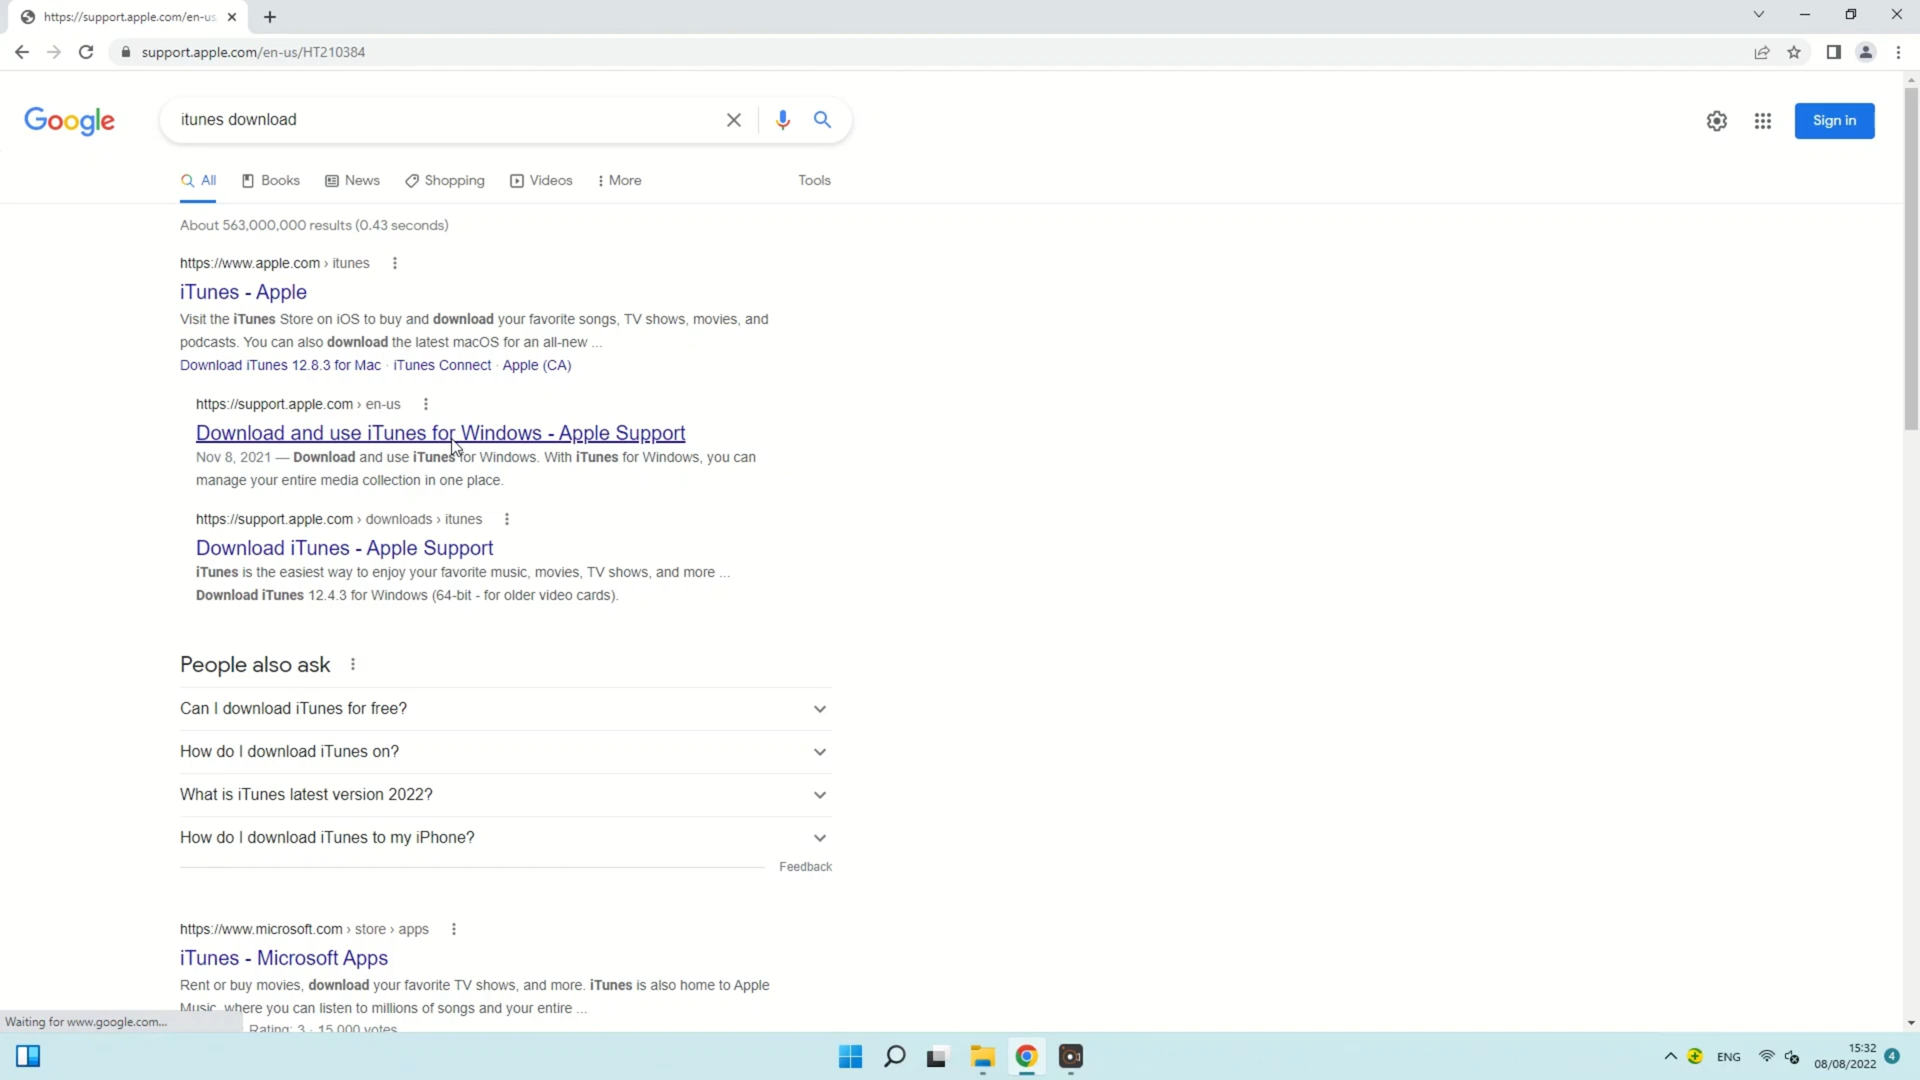 https://support.apple.com/en-us
support.apple.com/en-us/HT210384
Google
itunes download
Sign in
All
Books
News
Shopping
Videos
More
Tools
About 563,000,000 results (0.43 seconds)
https://www.apple.com › itunes
iTunes - Apple
Visit the iTunes Store on iOS to buy and download your favorite songs, TV shows, movies, and
podcasts. You can also download the latest macOS for an all-new ...
Download iTunes 12.8.3 for Mac · iTunes Connect · Apple (CA)
https://support.apple.com › en-us
Download and use iTunes for Windows - Apple Support
Nov 8, 2021 — Download and use iTunes for Windows. With iTunes for Windows, you can
manage your entire media collection in one place.
https://support.apple.com › downloads › itunes
Download iTunes - Apple Support
iTunes is the easiest way to enjoy your favorite music, movies, TV shows, and more ...
Download iTunes 12.4.3 for Windows (64-bit - for older video cards).
People also ask
Can I download iTunes for free?
How do I download iTunes on?
What is iTunes latest version 2022?
How do I download iTunes to my iPhone?
Feedback
https://www.microsoft.com › store › apps
iTunes - Microsoft Apps
Rent or buy movies, download your favorite TV shows, and more. iTunes is also home to Apple
Music, where you can listen to millions of songs and your entire ...
Waiting for www.google.com...
Rating: 3 · 15,000 votes
ENG
15:32
08/08/2022
4